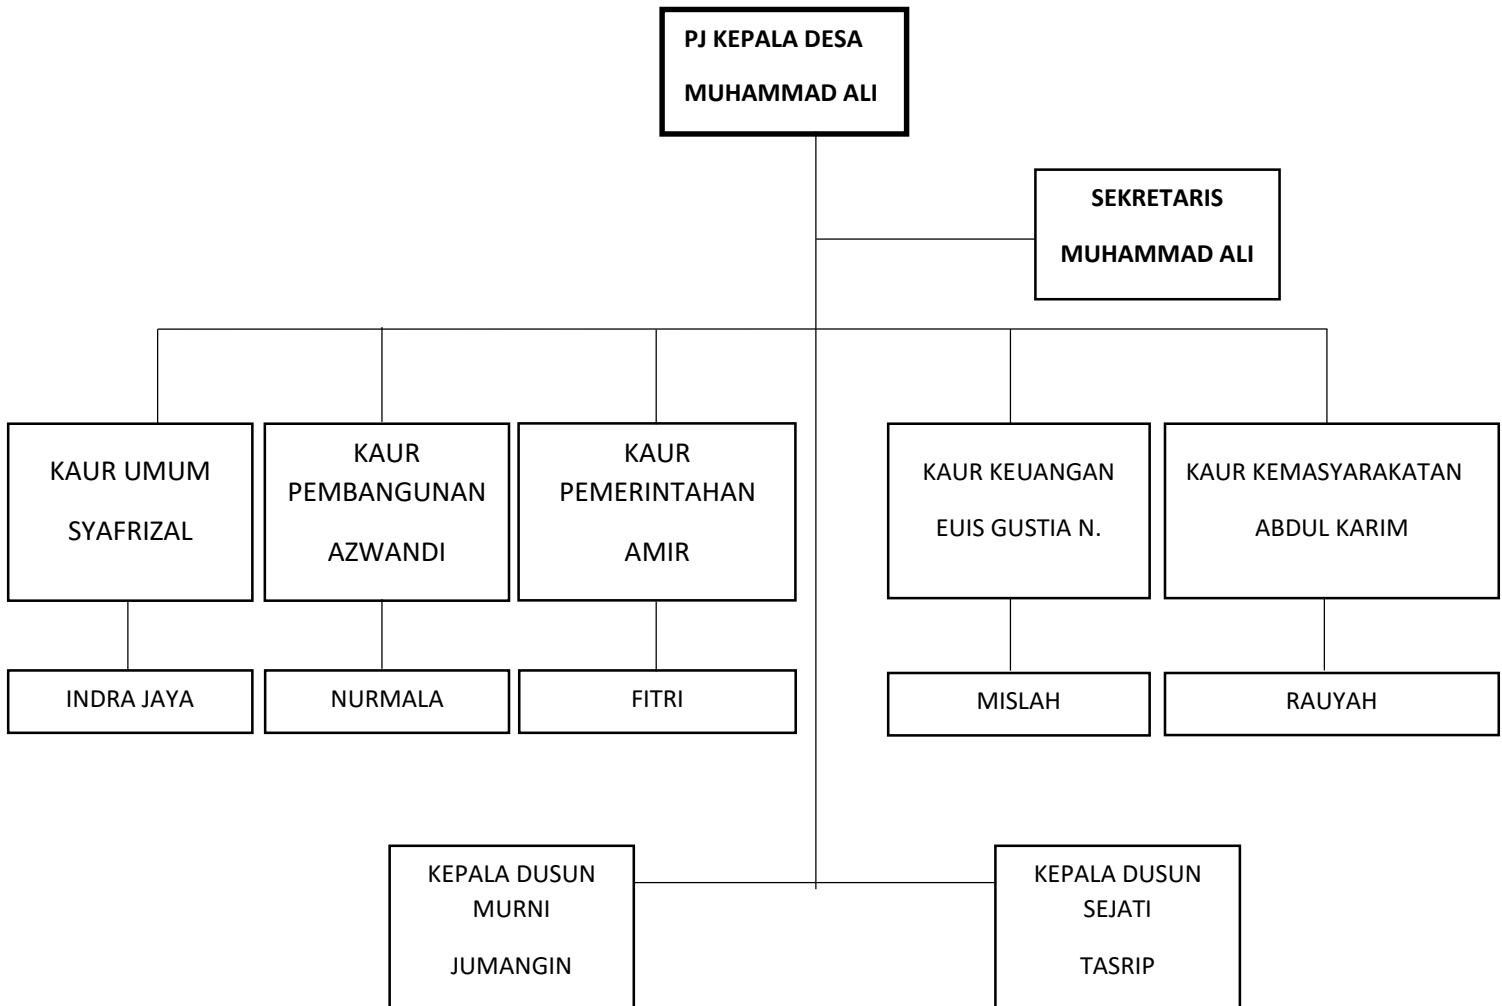 PJ KEPALA DESA
MUHAMMAD ALI
SEKRETARIS
MUHAMMAD ALI
KAUR UMUM
SYAFRIZAL
KAUR
PEMBANGUNAN
AZWANDI
KAUR
PEMERINTAHAN
AMIR
KAUR KEUANGAN
EUIS GUSTIA N.
KAUR KEMASYARAKATAN
ABDUL KARIM
INDRA JAYA
NURMALA
FITRI
MISLAH
RAUYAH
KEPALA DUSUN
MURNI
JUMANGIN
KEPALA DUSUN
SEJATI
TASRIP